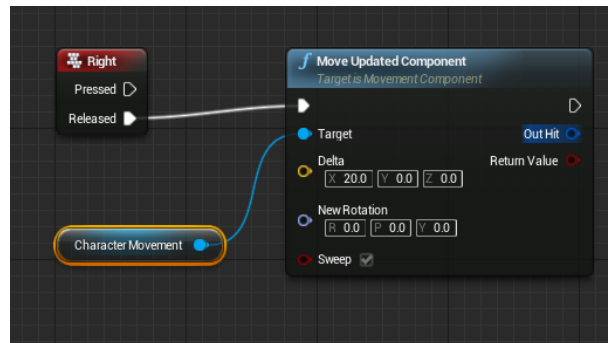 Right
Pressed
Released
Move Updated Component
Target is Movement Component
Target
Out Hit
Delta
X 20.0 Y 0.0 Z 0.0
Return Value
New Rotation
R 0.0 P 0.0 Y 0.0
Sweep
Character Movement